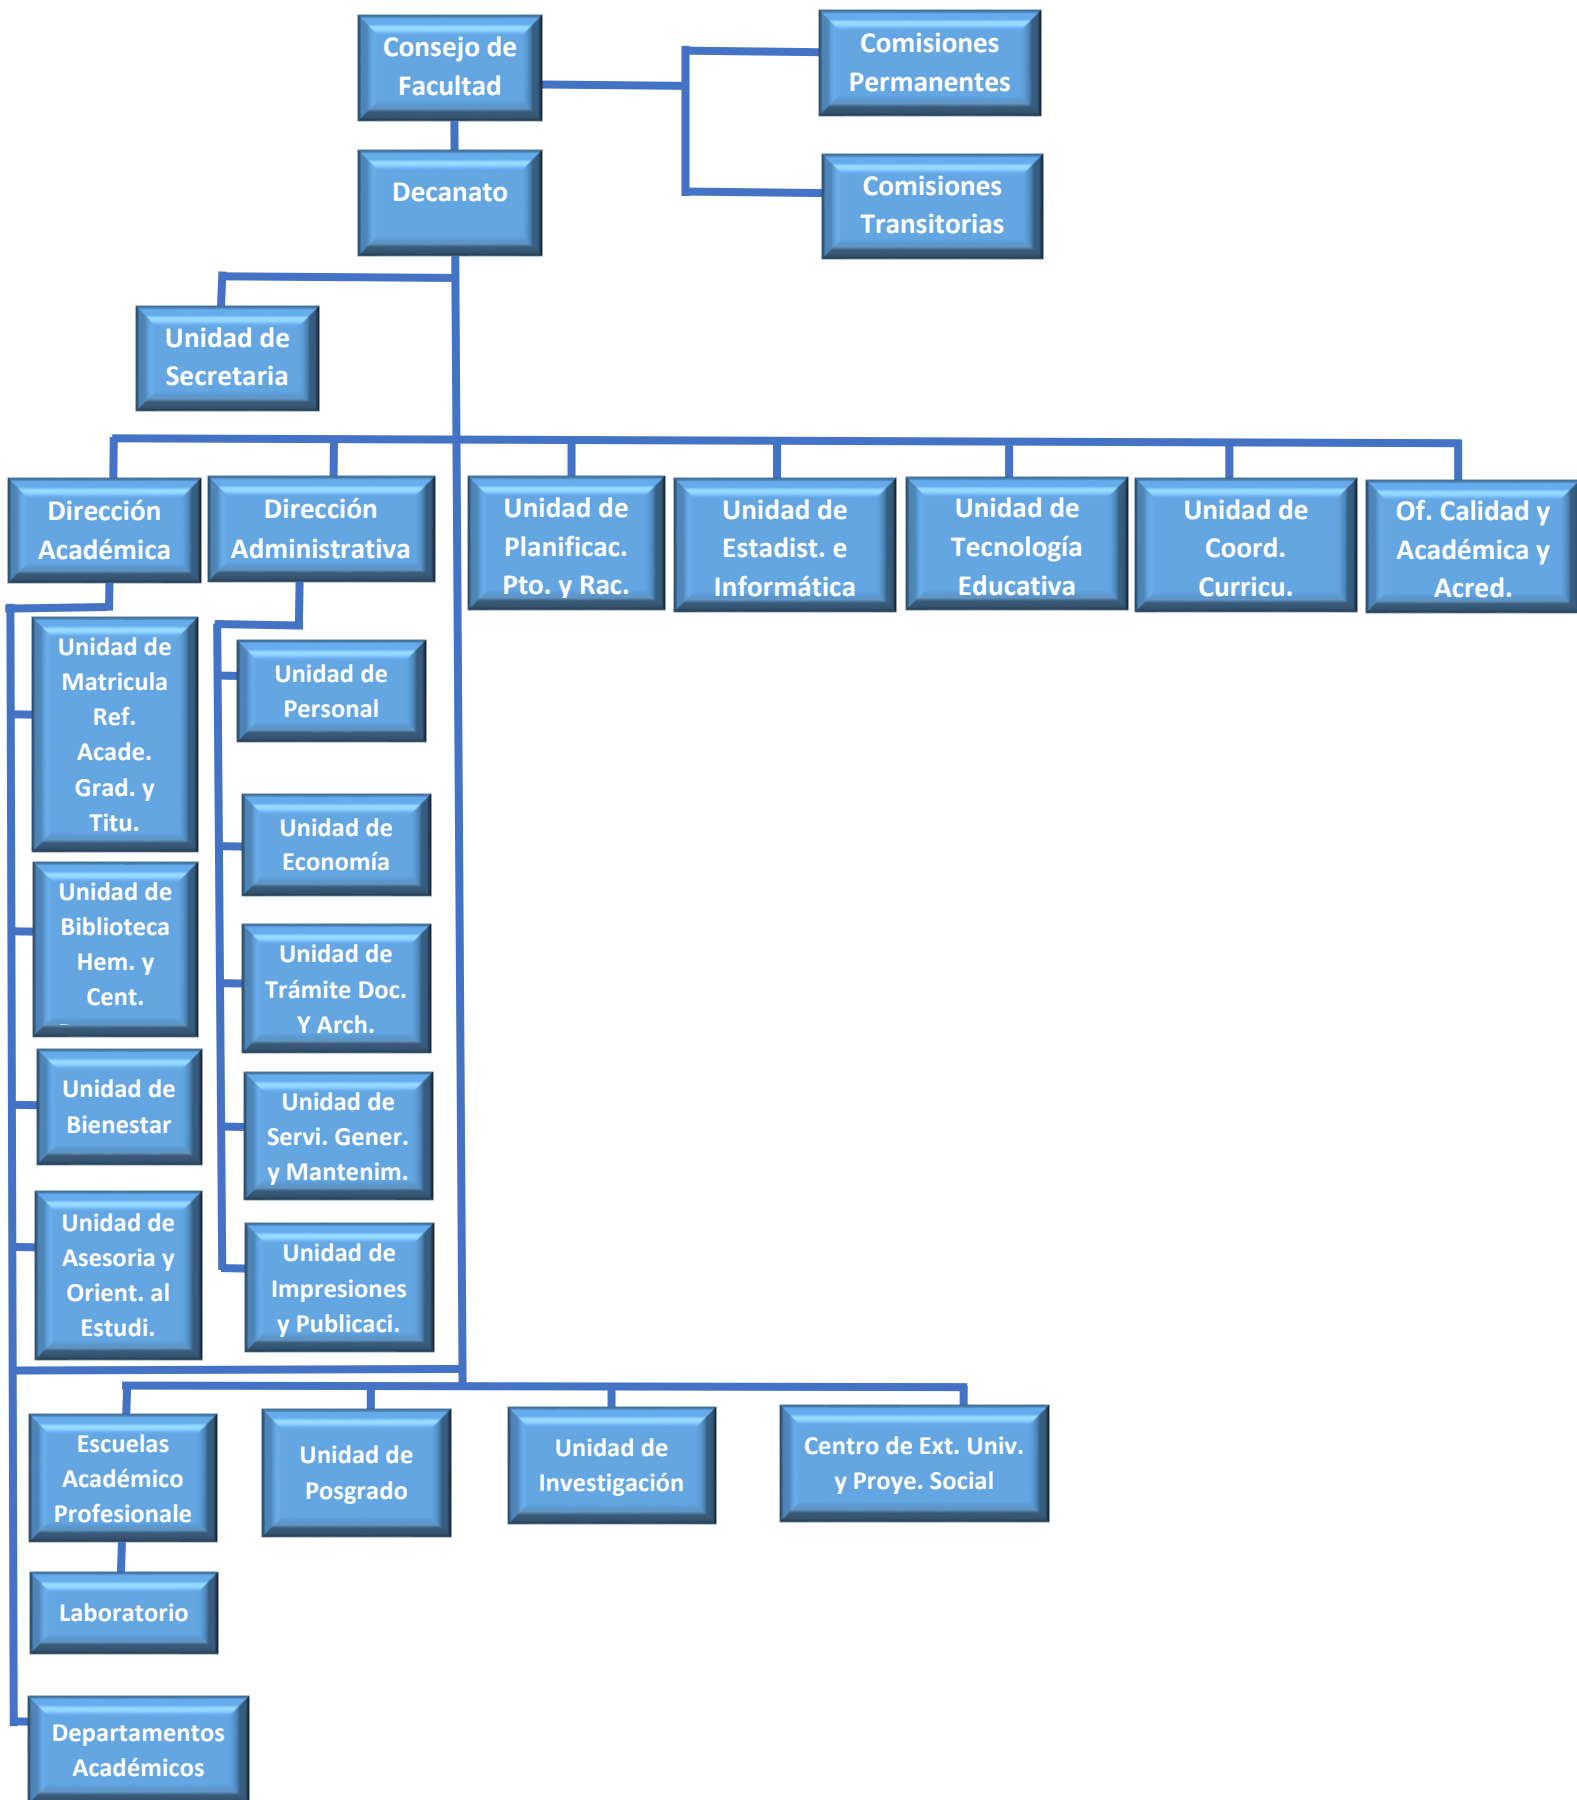 Consejo de
Facultad
Comisiones
Permanentes
Decanato
Comisiones
Transitorias
Unidad de
Secretaria
Dirección
Académica
Dirección
Administrativa
Unidad de
Planificac.
Pto. y Rac.
Unidad de
Estadist. e
Informática
Unidad de
Tecnología
Educativa
Unidad de
Coord.
Curricu.
Of. Calidad y
Académica y
Acred.
Unidad de
Matricula
Ref.
Acade.
Grad. y
Titu.
Unidad de
Biblioteca
Hem. y
Cent.
Unidad de
Bienestar
Unidad de
Asesoria y
Orient. al
Estudi.
Unidad de
Personal
Unidad de
Economía
Unidad de
Trámite Doc.
Y Arch.
Unidad de
Servi. Gener.
y Mantenim.
Unidad de
Impresiones
y Publicaci.
Escuelas
Académico
Profesionale
Unidad de
Posgrado
Unidad de
Investigación
Centro de Ext. Univ.
y Proye. Social
Laboratorio
Departamentos
Académicos